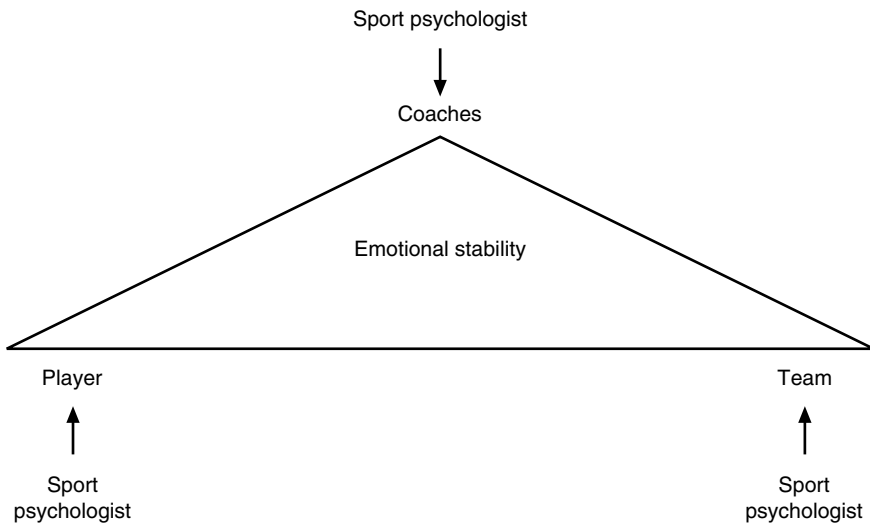 Sport psychologist
Coaches
Emotional stability
Player
Team
Sport
psychologist
Sport
psychologist